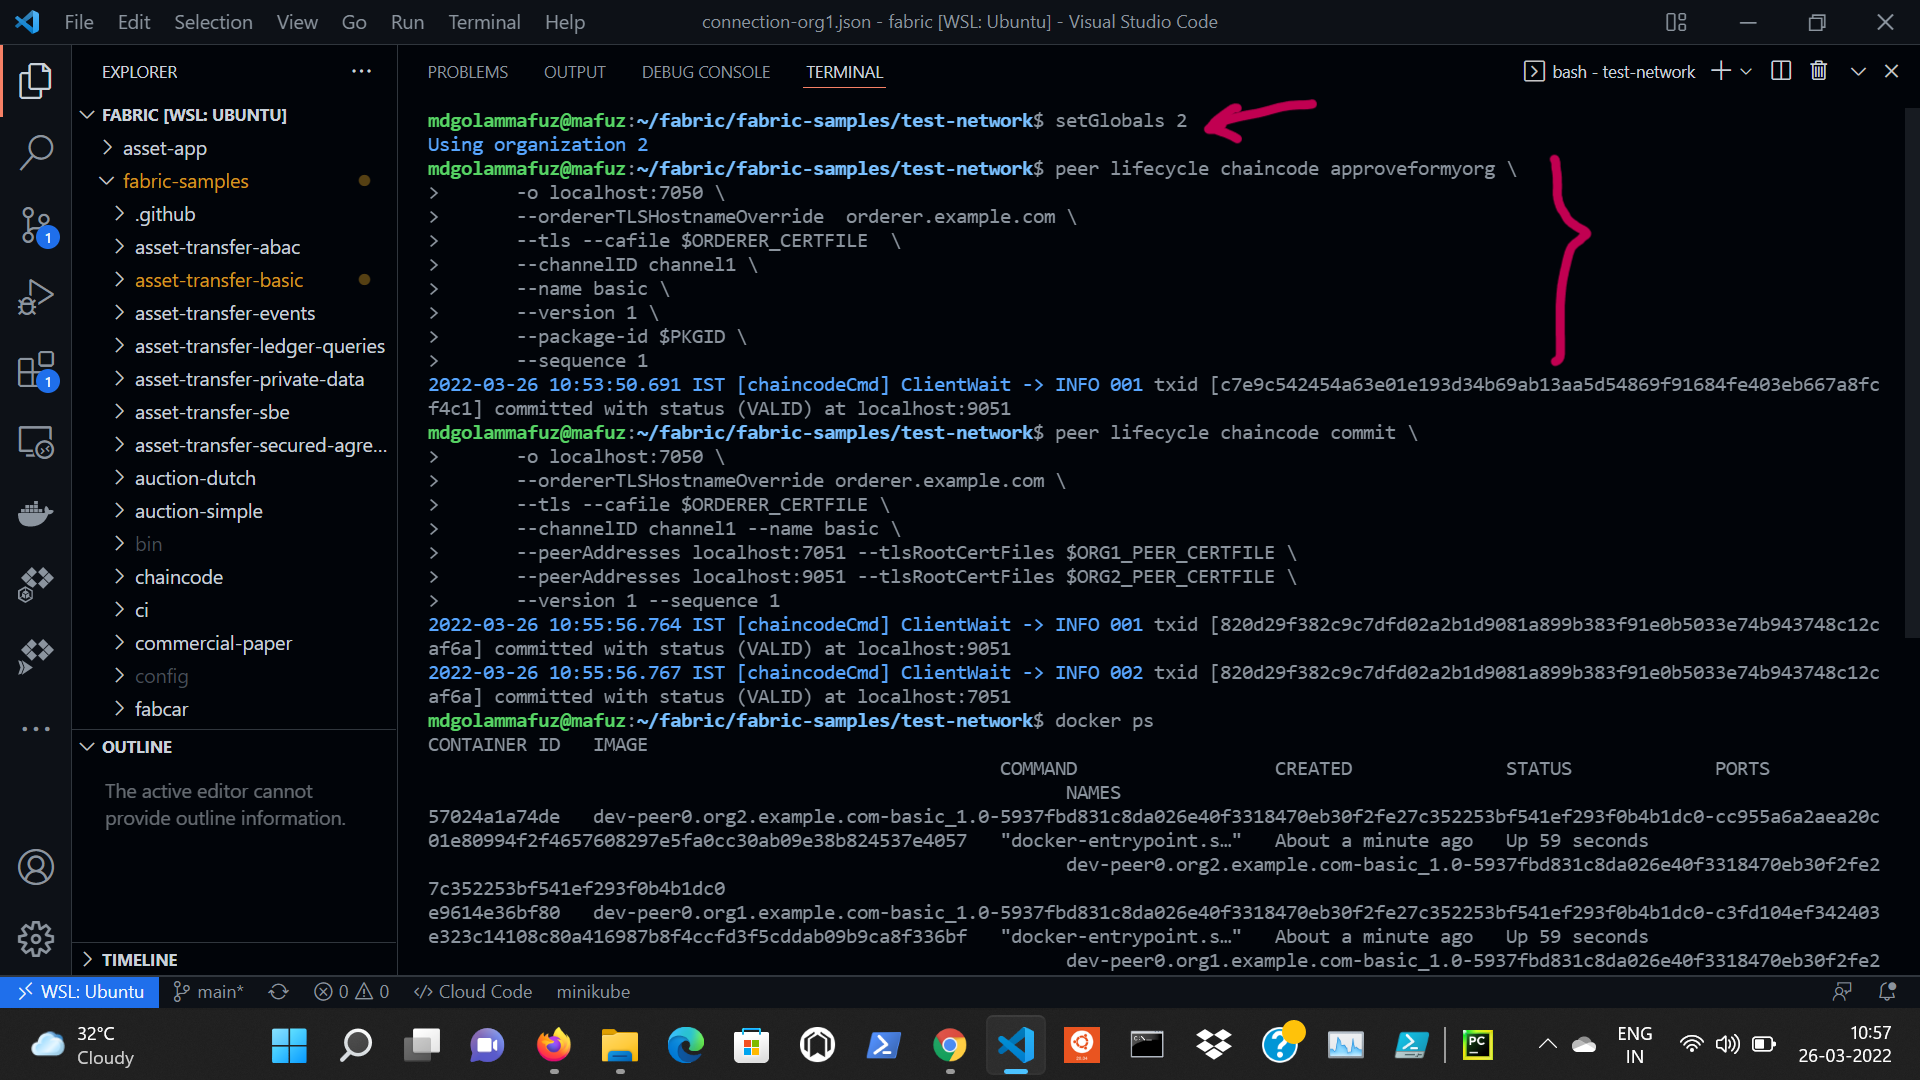 File Edit Selection View Go Run Terminal Help connection-org1.json - fabric [WSL: Ubuntu] - Visual Studio Code
EXPLORER
FABRIC [WSL: UBUNTU]
asset-app
fabric-samples
.github
asset-transfer-abac
asset-transfer-basic
asset-transfer-events
asset-transfer-ledger-queries
asset-transfer-private-data
asset-transfer-sbe
asset-transfer-secured-agre...
auction-dutch
auction-simple
bin
chaincode
ci
commercial-paper
config
fabcar
OUTLINE
The active editor cannot
provide outline information.
TIMELINE
1
1
PROBLEMS OUTPUT DEBUG CONSOLE TERMINAL bash - test-network
mdgolammafuz@mafuz:~/fabric/fabric-samples/test-network$ setGlobals 2
Using organization 2
mdgolammafuz@mafuz:~/fabric/fabric-samples/test-network$ peer lifecycle chaincode approveformyorg \
> -o localhost:7050 \
> --ordererTLSHostnameOverride orderer.example.com \
> --tls --cafile $ORDERER_CERTFILE \
> --channelID channel1 \
> --name basic \
> --version 1 \
> --package-id $PKGID \
> --sequence 1
2022-03-26 10:53:50.691 IST [chaincodeCmd] ClientWait -> INFO 001 txid [c7e9c542454a63e01e193d34b69ab13aa5d54869f91684fe403eb667a8fc
f4c1] committed with status (VALID) at localhost:9051
mdgolammafuz@mafuz:~/fabric/fabric-samples/test-network$ peer lifecycle chaincode commit \
> -o localhost:7050 \
> --ordererTLSHostnameOverride orderer.example.com \
> --tls --cafile $ORDERER_CERTFILE \
> --channelID channel1 --name basic \
> --peerAddresses localhost:7051 --tlsRootCertFiles $ORG1_PEER_CERTFILE \
> --peerAddresses localhost:9051 --tlsRootCertFiles $ORG2_PEER_CERTFILE \
> --version 1 --sequence 1
2022-03-26 10:55:56.764 IST [chaincodeCmd] ClientWait -> INFO 001 txid [820d29f382c9c7dfd02a2b1d9081a899b383f91e0b5033e74b943748c12c
af6a] committed with status (VALID) at localhost:9051
2022-03-26 10:55:56.767 IST [chaincodeCmd] ClientWait -> INFO 002 txid [820d29f382c9c7dfd02a2b1d9081a899b383f91e0b5033e74b943748c12c
af6a] committed with status (VALID) at localhost:7051
mdgolammafuz@mafuz:~/fabric/fabric-samples/test-network$ docker ps
CONTAINER ID IMAGE
COMMAND CREATED STATUS PORTS
NAMES
57024a1a74de dev-peer0.org2.example.com-basic_1.0-5937fbd831c8da026e40f3318470eb30f2fe27c352253bf541ef293f0b4b1dc0-cc955a6a2aea20c
01e80994f2f4657608297e5fa0cc30ab09e38b824537e4057 "docker-entrypoint.s…" About a minute ago Up 59 seconds
dev-peer0.org2.example.com-basic_1.0-5937fbd831c8da026e40f3318470eb30f2fe2
7c352253bf541ef293f0b4b1dc0
e9614e36bf80 dev-peer0.org1.example.com-basic_1.0-5937fbd831c8da026e40f3318470eb30f2fe27c352253bf541ef293f0b4b1dc0-c3fd104ef342403
e323c14108c80a416987b8f4ccfd3f5cddab09b9ca8f336bf "docker-entrypoint.s…" About a minute ago Up 59 seconds
dev-peer0.org1.example.com-basic_1.0-5937fbd831c8da026e40f3318470eb30f2fe2
WSL: Ubuntu main* 0 0 Cloud Code minikube
32°C
Cloudy
PC
ENG
IN
10:57
26-03-2022